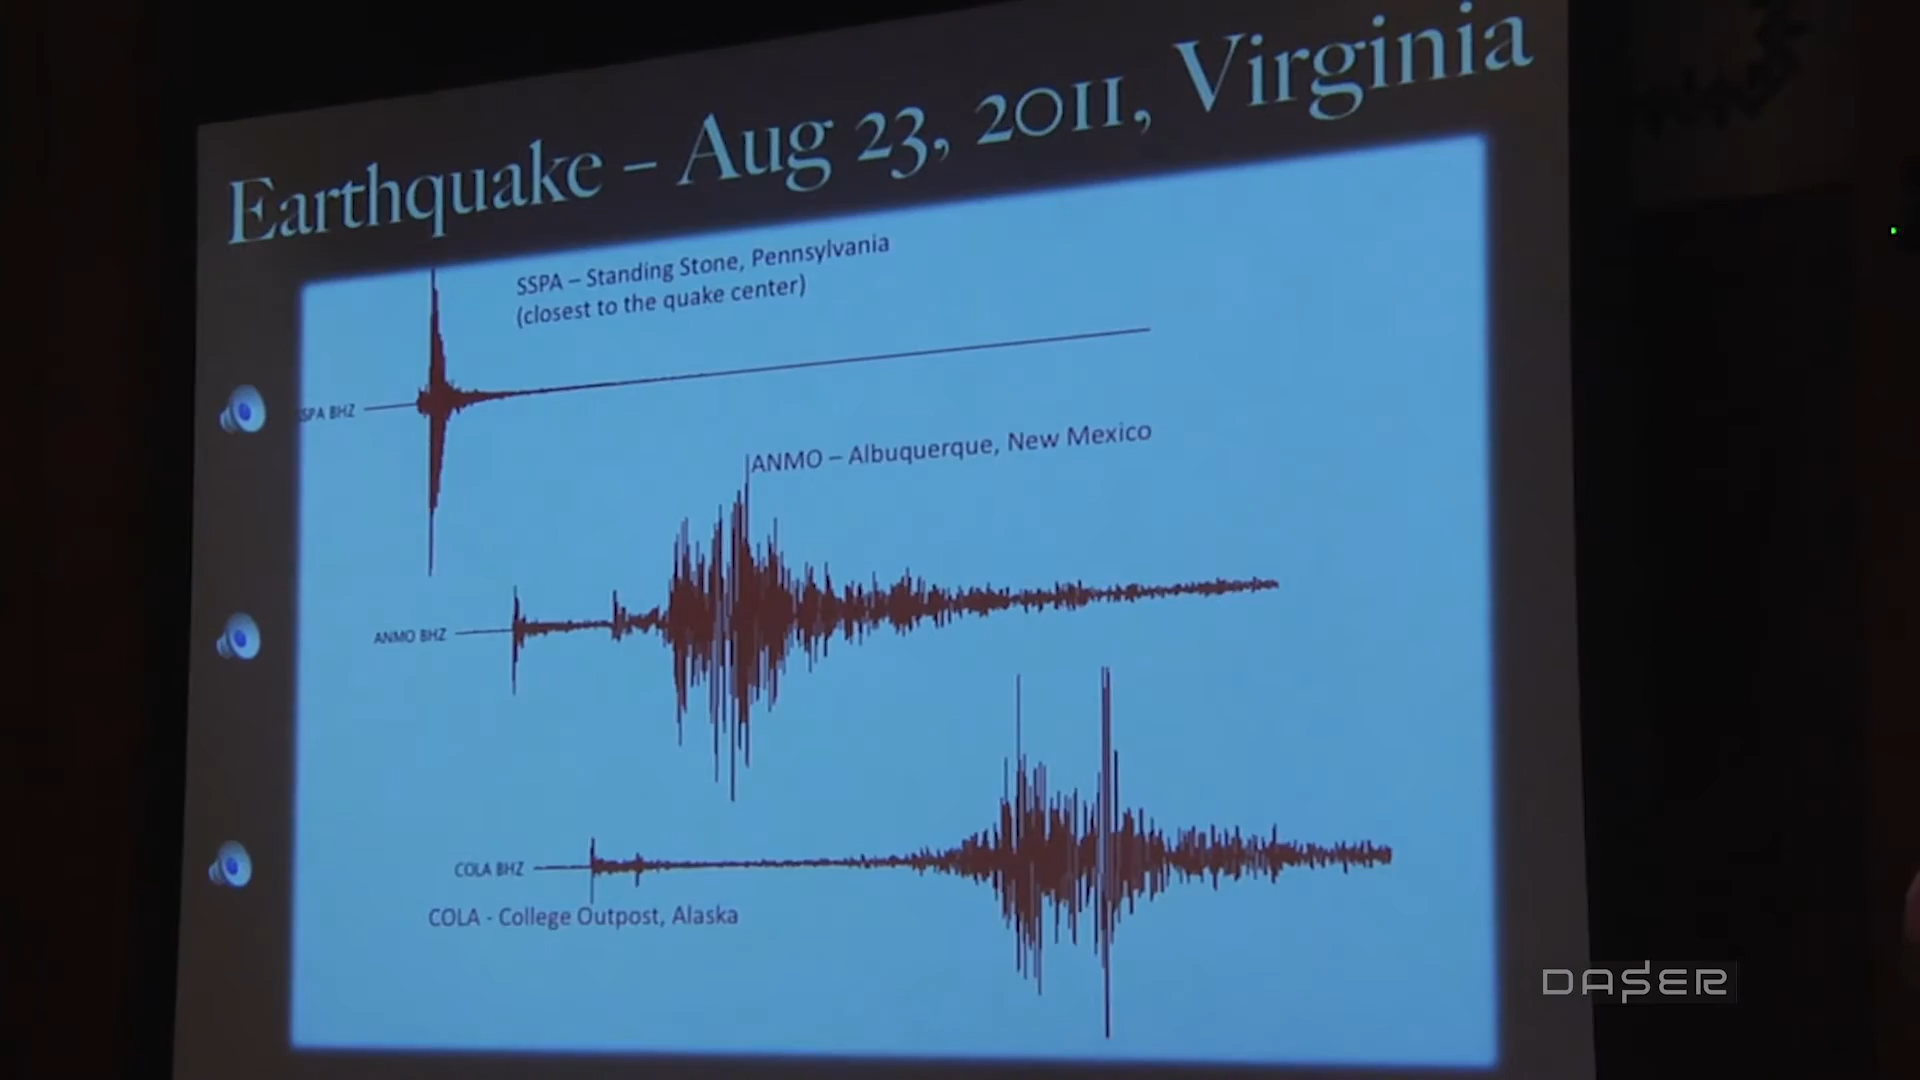 Earthquake – Aug 23, 2011, Virginia
SSPA – Standing Stone, Pennsylvania
(closest to the quake center)
SPA BHZ
ANMO – Albuquerque, New Mexico
ANMO BHZ
COLA BHZ
COLA - College Outpost, Alaska
DASER